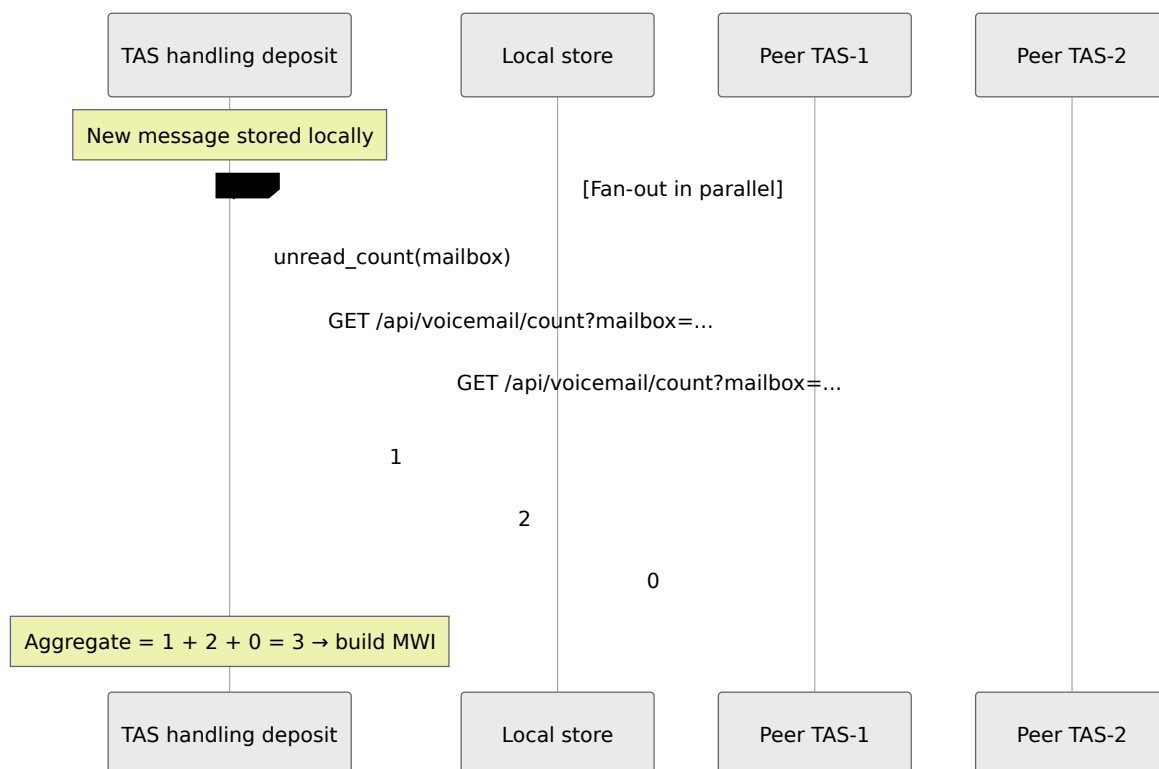 TAS handling deposit
Local store
Peer TAS-1
Peer TAS-2
New message stored locally
[Fan-out in parallel]
unread_count(mailbox)
GET /api/voicemail/count?mailbox=...
GET /api/voicemail/count?mailbox=...
1
2
0
Aggregate = 1 + 2 + 0 = 3 → build MWI
TAS handling deposit
Local store
Peer TAS-1
Peer TAS-2